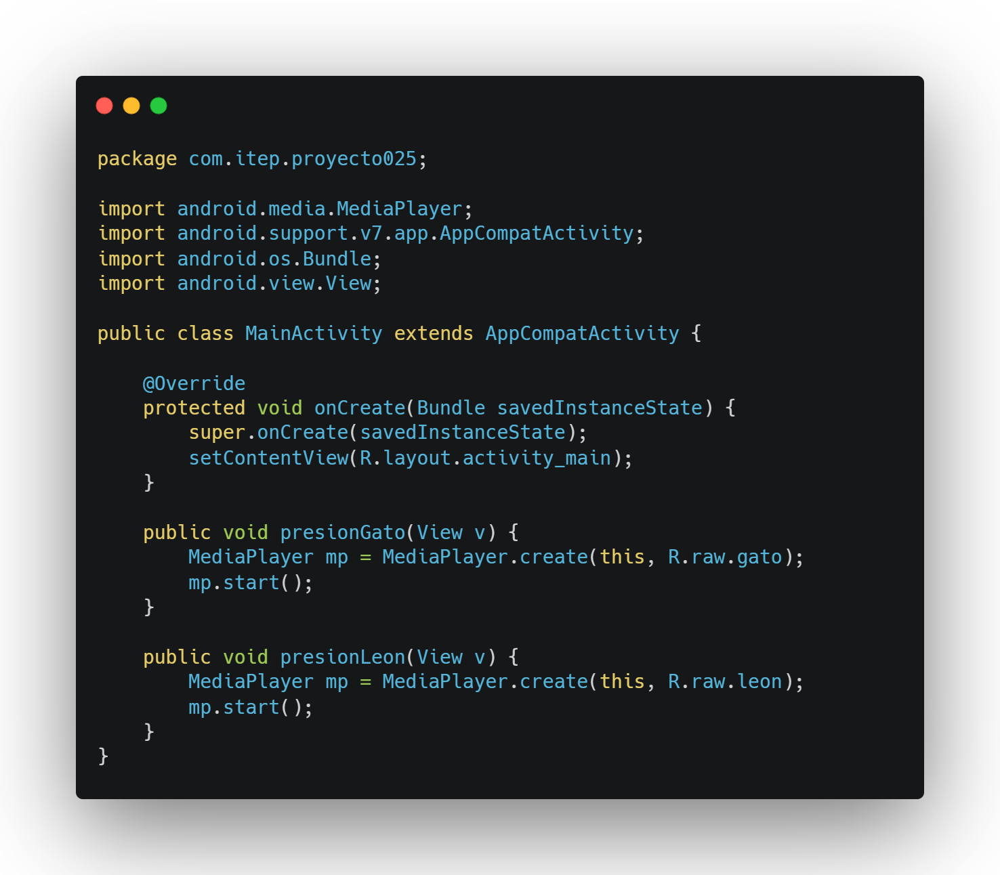 package com.itep.proyecto025;

import android.media.MediaPlayer;
import android.support.v7.app.AppCompatActivity;
import android.os.Bundle;
import android.view.View;

public class MainActivity extends AppCompatActivity {

    @Override
    protected void onCreate(Bundle savedInstanceState) {
        super.onCreate(savedInstanceState);
        setContentView(R.layout.activity_main);
    }

    public void presionGato(View v) {
        MediaPlayer mp = MediaPlayer.create(this, R.raw.gato);
        mp.start();
    }

    public void presionLeon(View v) {
        MediaPlayer mp = MediaPlayer.create(this, R.raw.leon);
        mp.start();
    }
}